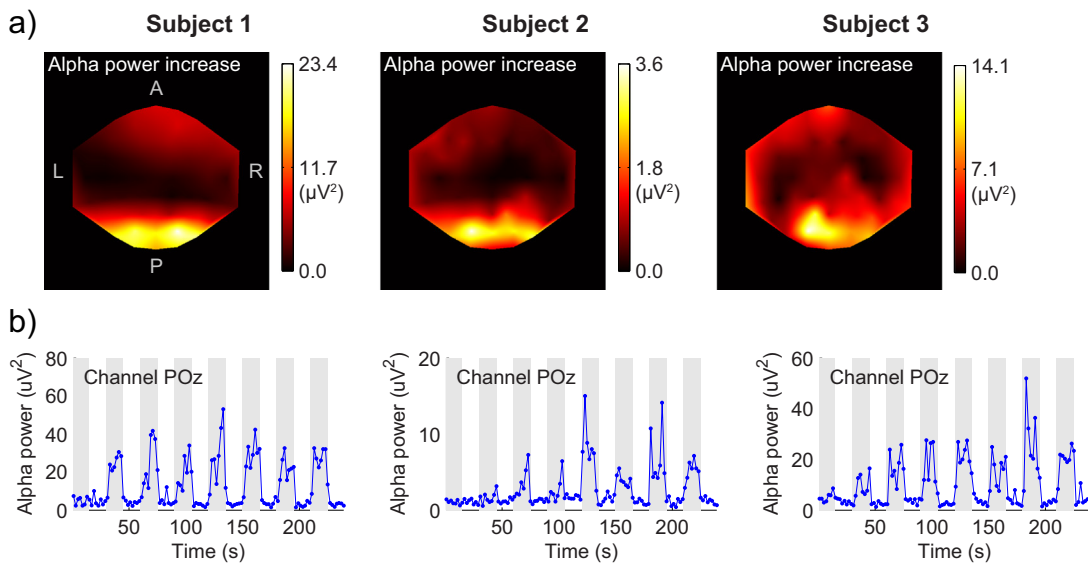 a)
Subject 1
Subject 2
Subject 3
Alpha power increase
A
L
R
P
23.4
11.7
(µV²)
0.0
Alpha power increase
3.6
1.8
(µV²)
0.0
Alpha power increase
14.1
7.1
(µV²)
0.0
b)
Channel POz
Alpha power (uV²)
80
60
40
20
0
50
100
150
200
Time (s)
Channel POz
Alpha power (uV²)
20
10
0
50
100
150
200
Time (s)
Channel POz
Alpha power (uV²)
60
40
20
0
50
100
150
200
Time (s)